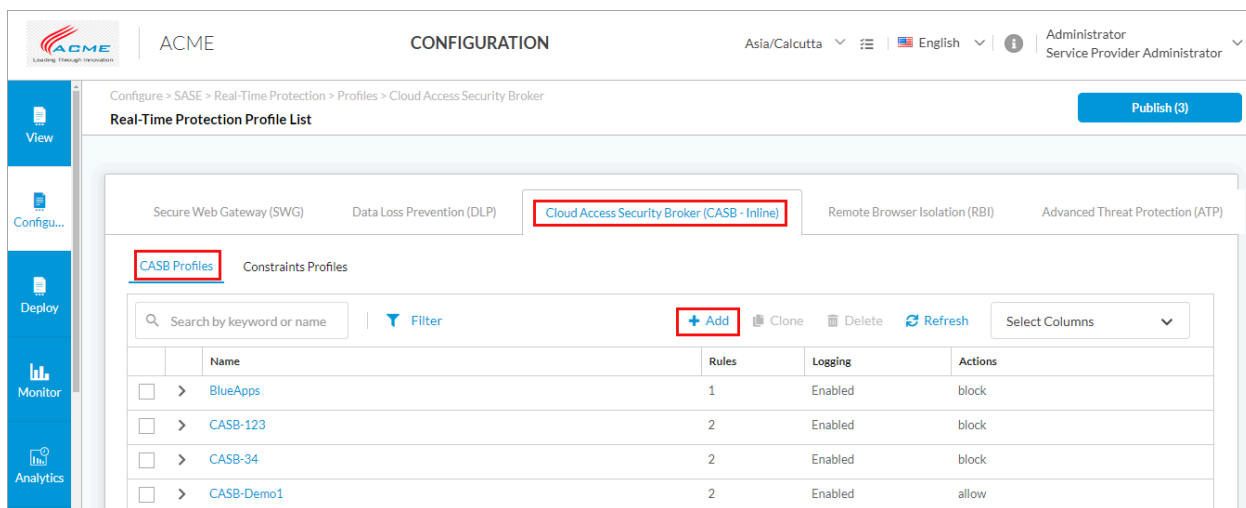 ACME
Leading Through Innovation
ACME
CONFIGURATION
Asia/Calcutta
English
Administrator
Service Provider Administrator
View
Configu...
Deploy
Monitor
Analytics
Configure > SASE > Real-Time Protection > Profiles > Cloud Access Security Broker
Real-Time Protection Profile List
Publish (3)
Secure Web Gateway (SWG) Data Loss Prevention (DLP) Cloud Access Security Broker (CASB - Inline) Remote Browser Isolation (RBI) Advanced Threat Protection (ATP)
CASB Profiles Constraints Profiles
Search by keyword or name Filter + Add Clone Delete Refresh Select Columns
Name Rules Logging Actions
BlueApps 1 Enabled block
CASB-123 2 Enabled block
CASB-34 2 Enabled block
CASB-Demo1 2 Enabled allow